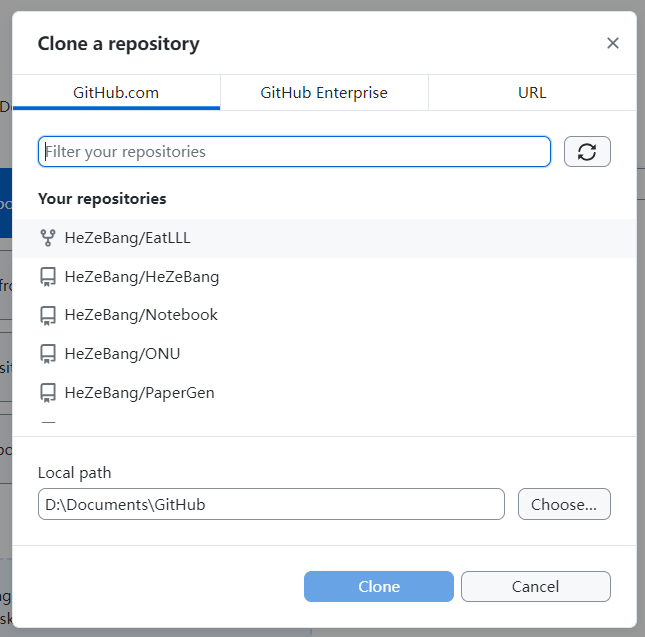 Clone a repository
GitHub.com
GitHub Enterprise
URL
Filter your repositories
Your repositories
HeZeBang/EatLLL
HeZeBang/HeZeBang
HeZeBang/Notebook
HeZeBang/ONU
HeZeBang/PaperGen
Local path
D:\Documents\GitHub
Choose...
Clone
Cancel